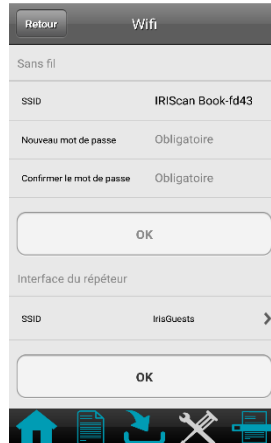 Retour Wifi
Sans fil
SSID IRIScan Book-fd43
Nouveau mot de passe Obligatoire
Confirmer le mot de passe Obligatoire
OK
Interface du répéteur
SSID IrisGuests
OK